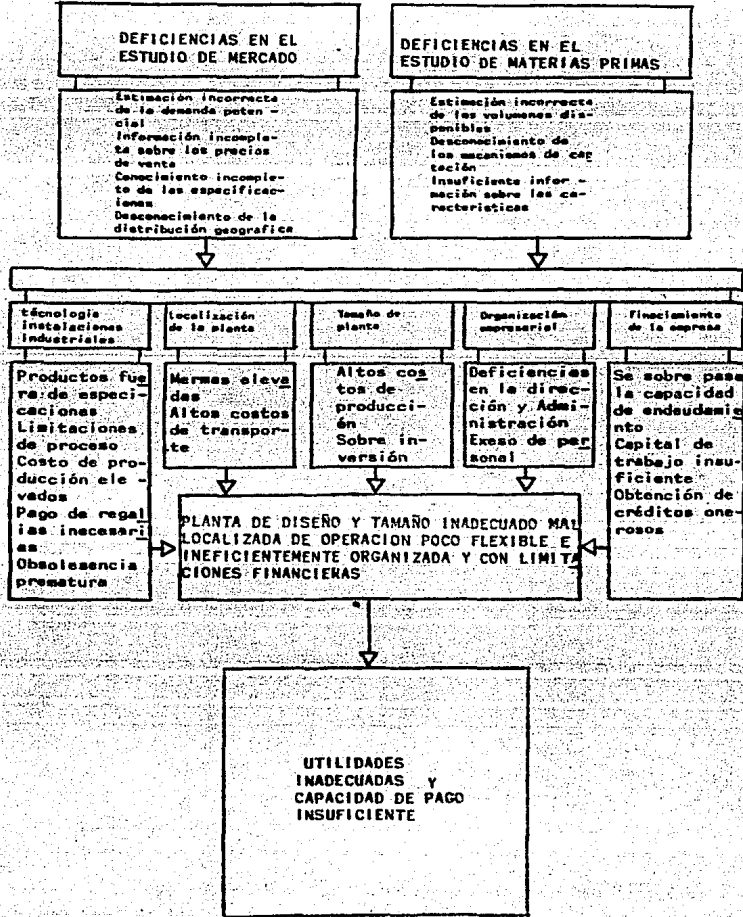 DEFICIENCIAS EN EL
ESTUDIO DE MERCADO
Estimación incorrecta
de la demanda poten -
cial
Información incomple-
ta sobre los precios
de venta
Conocimiento incomple-
to de las especificac-
iones
Desconocimiento de la
distribución geografica
DEFICIENCIAS EN EL
ESTUDIO DE MATERIAS PRIMAS
Estimación incorrecta
de los volumenes dis-
ponibles
Desconocimiento de
los mecanismos de cap
tación
Insuficiente infor -
mación sobre las ca-
racteristicas
técnologia
instalaciones
industriales
Productos fue
ra de especi-
caciones
Limitaciones
de proceso
Costo de pro-
ducción ele -
vados
Pago de regal
ias inecesari
as
Obsolesencia
prematura
Localización
de la planta
Mermas eleva
das
Altos costos
de transpor-
te
Tamaño de
planta
Altos cos
tos de
producci-
ón
Sobre in-
versión
Organización
empresarial
Deficiencias
en la direc-
ción y Admi-
nistración
Exeso de per
sonal
Finaciamiento
de la empresa
Se sobre pasa
la capacidad
de endeudamie
nto
Capital de
trabajo insu-
ficiente
Obtención de
créditos one-
rosos
PLANTA DE DISEÑO Y TAMAÑO INADECUADO MAL
LOCALIZADA DE OPERACION POCO FLEXIBLE E
INEFICIENTEMENTE ORGANIZADA Y CON LIMITA
CIONES FINANCIERAS
UTILIDADES
INADECUADAS Y
CAPACIDAD DE PAGO
INSUFICIENTE